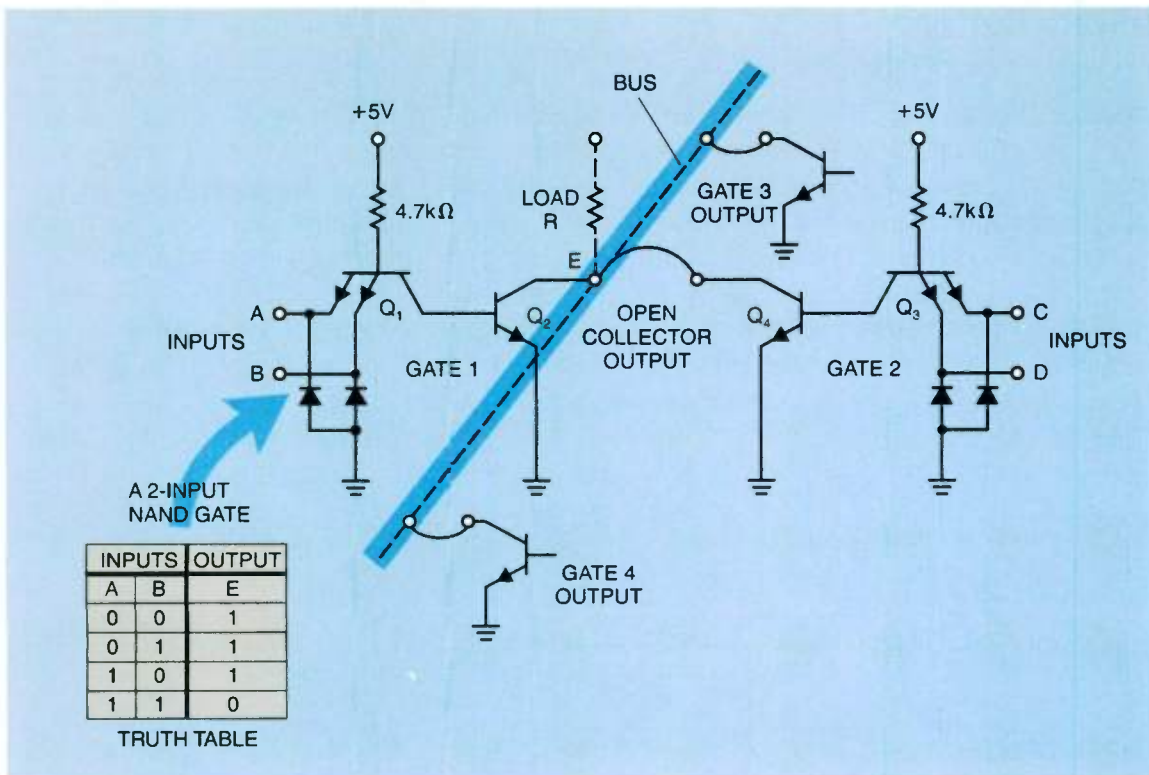 BUS
+5V
+5V
4.7kΩ
LOAD
R
GATE 3
OUTPUT
4.7kΩ
E
A
INPUTS
B
Q₁
GATE 1
Q₂
OPEN
COLLECTOR
OUTPUT
Q₄
GATE 2
Q₃
C
INPUTS
D
A 2-INPUT
NAND GATE
GATE 4
OUTPUT
INPUTS OUTPUT
A B E
0 0 1
0 1 1
1 0 1
1 1 0
TRUTH TABLE